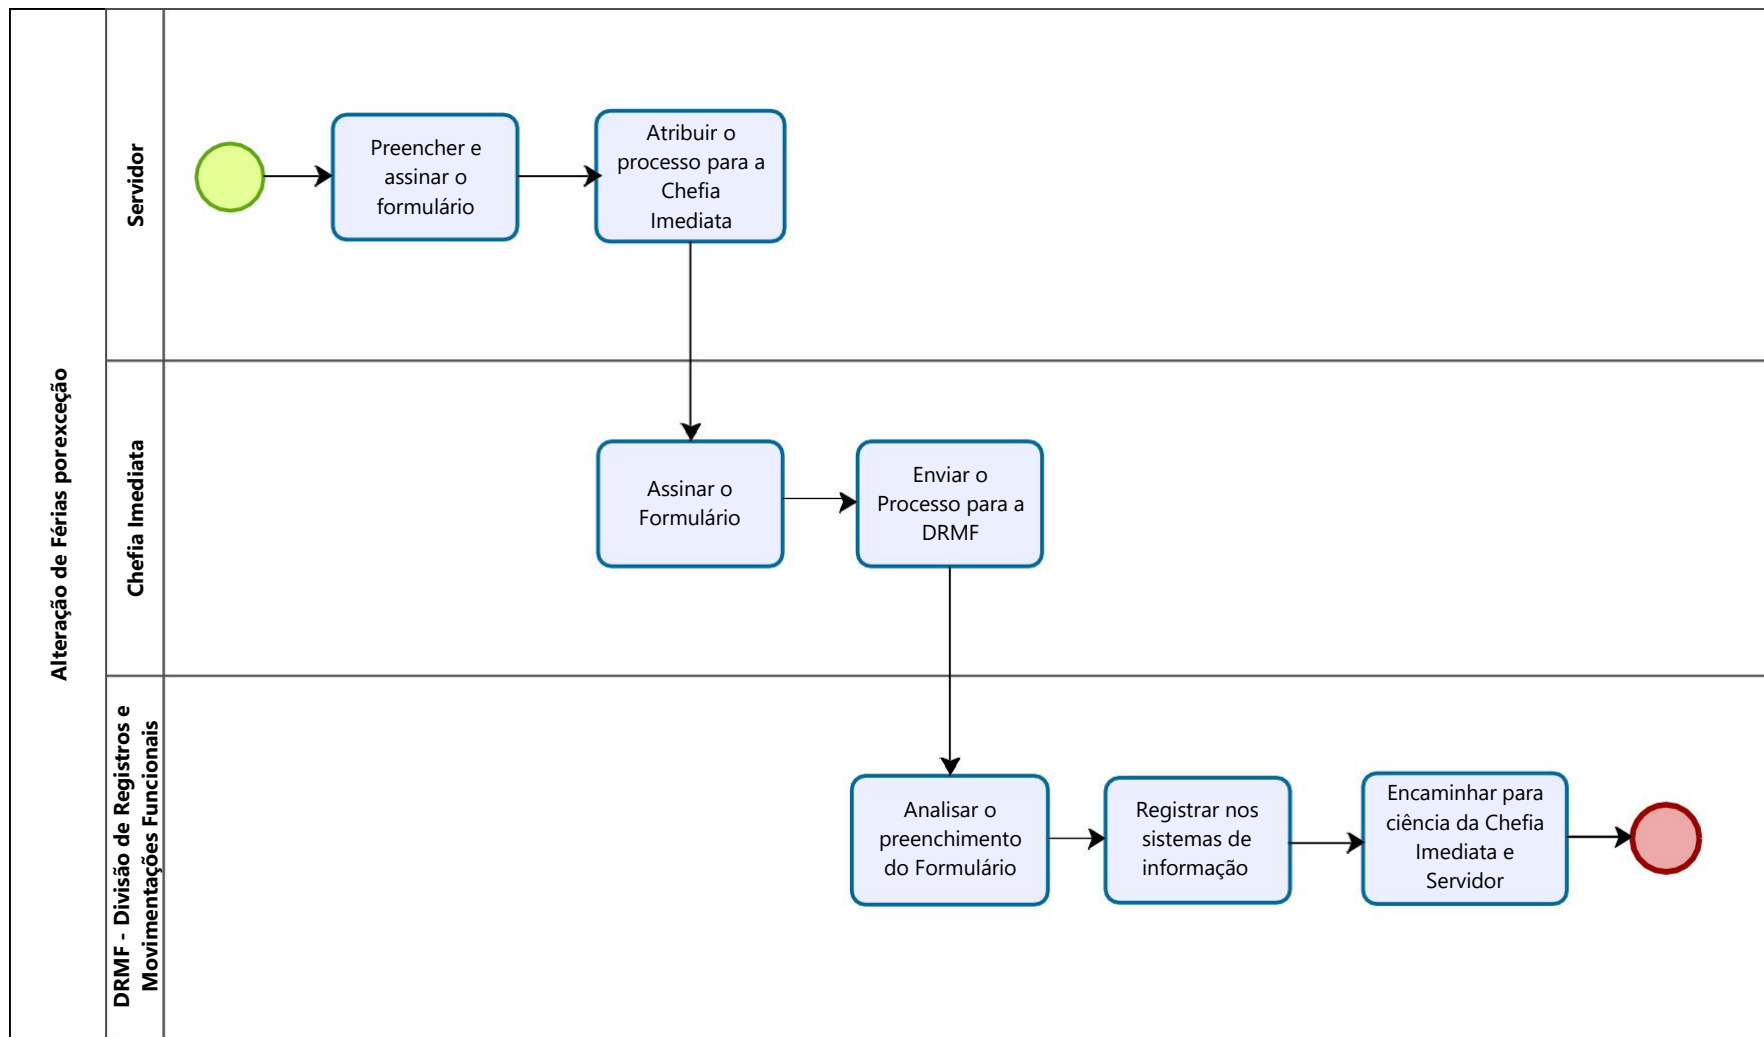 Alteração de Férias porexceção
Servidor
Preencher e
assinar o
formulário
Atribuir o
processo para a
Chefia
Imediata
Chefia Imediata
Assinar o
Formulário
Enviar o
Processo para a
DRMF
DRMF - Divisão de Registros e
Movimentações Funcionais
Analisar o
preenchimento
do Formulário
Registrar nos
sistemas de
informação
Encaminhar para
ciência da Chefia
Imediata e
Servidor